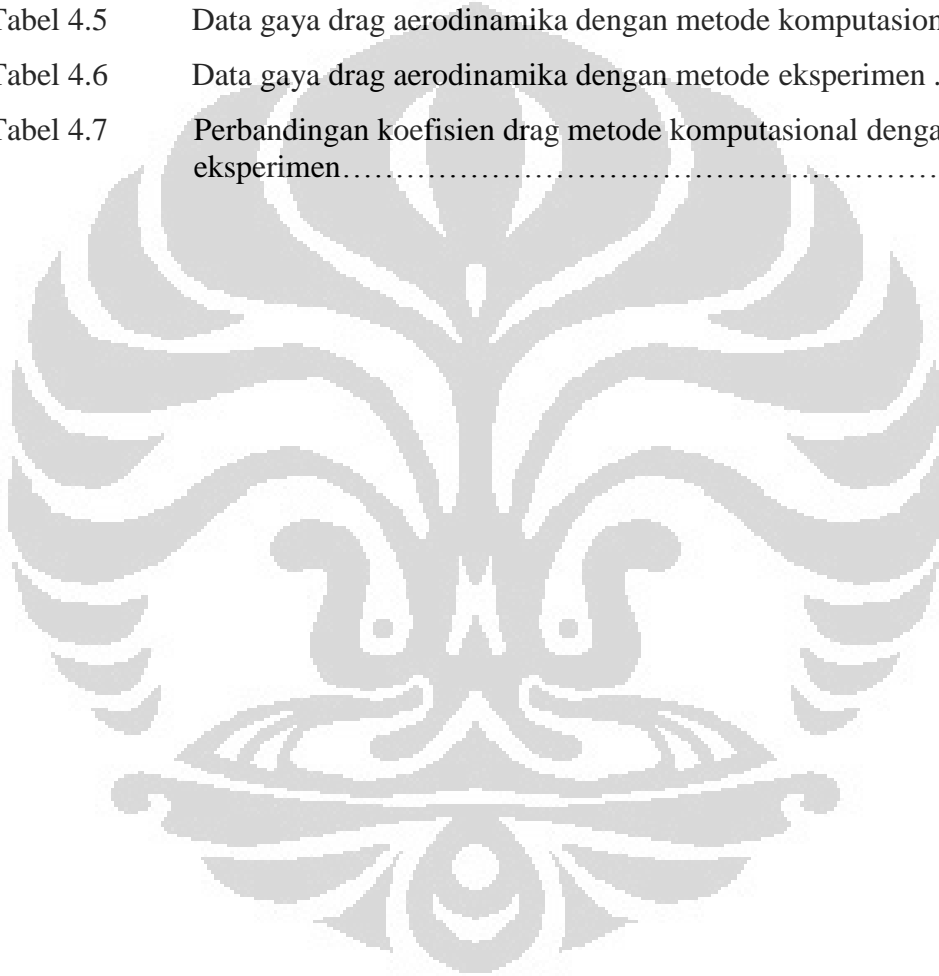 Tabel 4.5 Data gaya drag aerodinamika dengan metode komputasion
Tabel 4.6 Data gaya drag aerodinamika dengan metode eksperimen .
Tabel 4.7 Perbandingan koefisien drag metode komputasional denga
eksperimen……………………………………………………